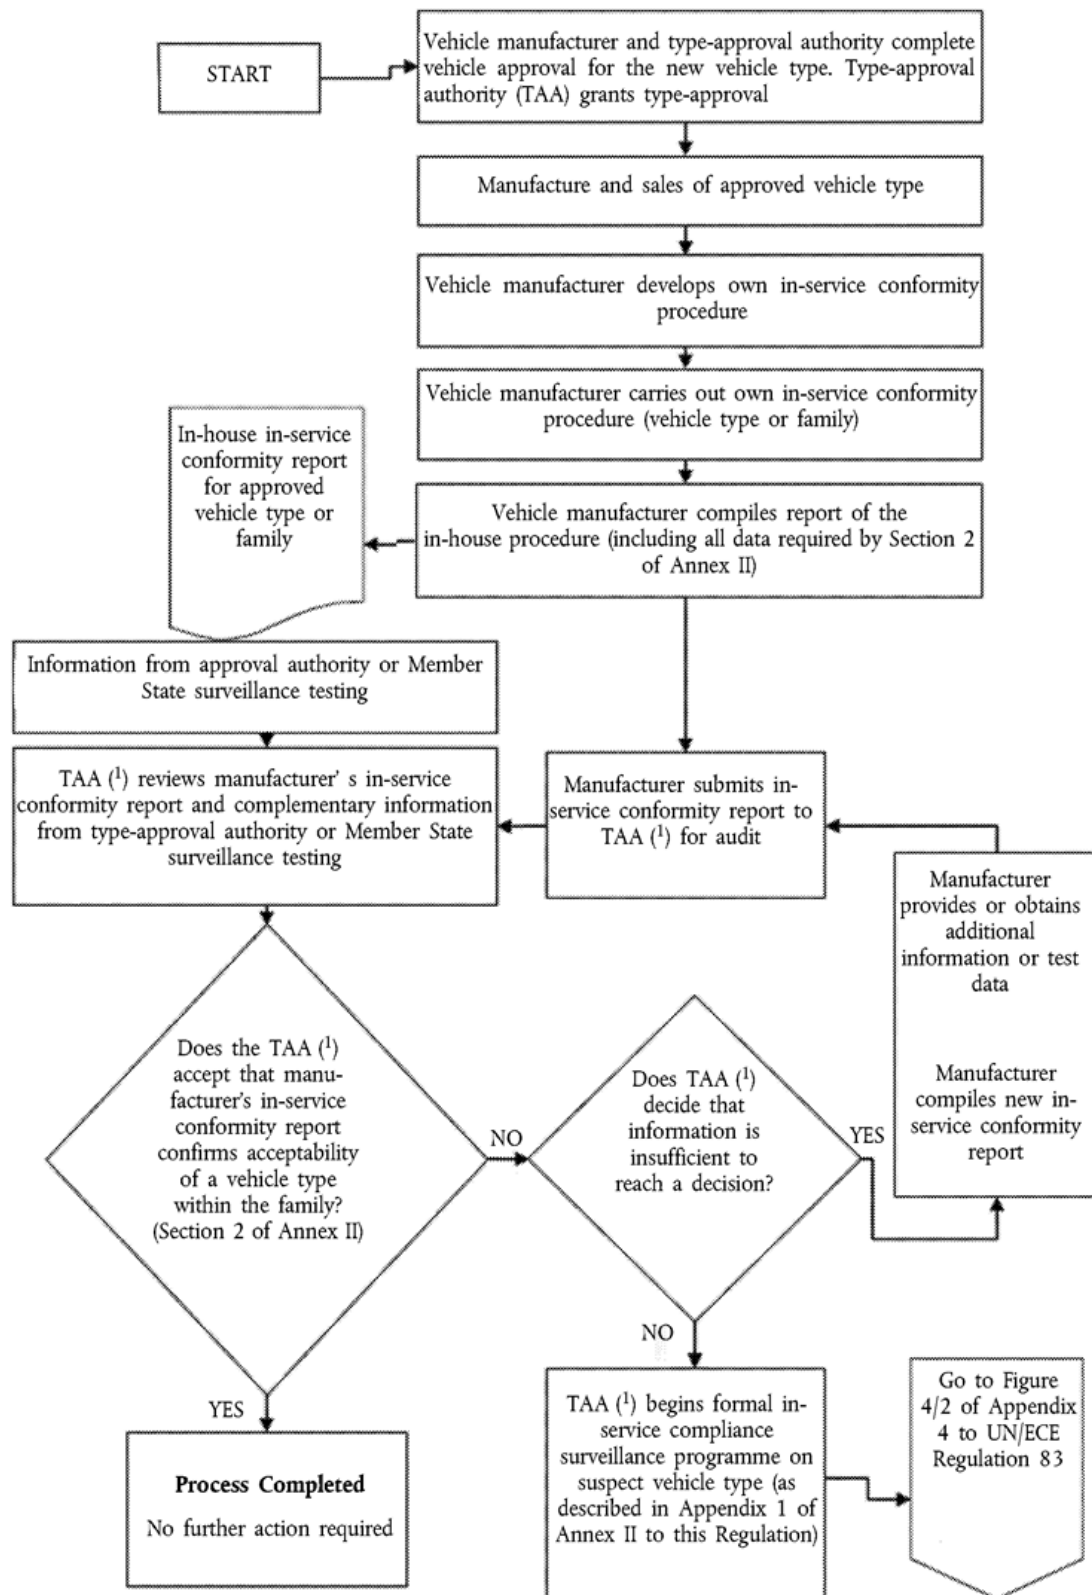 START
Vehicle manufacturer and type-approval authority complete
vehicle approval for the new vehicle type. Type-approval
authority (TAA) grants type-approval
Manufacture and sales of approved vehicle type
Vehicle manufacturer develops own in-service conformity
procedure
Vehicle manufacturer carries out own in-service conformity
procedure (vehicle type or family)
In-house in-service
conformity report
for approved
vehicle type or
family
Vehicle manufacturer compiles report of the
in-house procedure (including all data required by Section 2
of Annex II)
Information from approval authority or Member
State surveillance testing
TAA (¹) reviews manufacturer' s in-service
conformity report and complementary information
from type-approval authority or Member State
surveillance testing
Manufacturer submits in-
service conformity report to
TAA (¹) for audit
Manufacturer
provides or obtains
additional
information or test
data
Manufacturer
compiles new in-
service conformity
report
Does the TAA (¹)
accept that manu-
facturer's in-service
conformity report
confirms acceptability
of a vehicle type
within the family?
(Section 2 of Annex II)
NO
Does TAA (¹)
decide that
information is
insufficient to
reach a decision?
YES
NO
YES
Process Completed
No further action required
TAA (¹) begins formal in-
service compliance
surveillance programme on
suspect vehicle type (as
described in Appendix 1 of
Annex II to this Regulation)
Go to Figure
4/2 of Appendix
4 to UN/ECE
Regulation 83